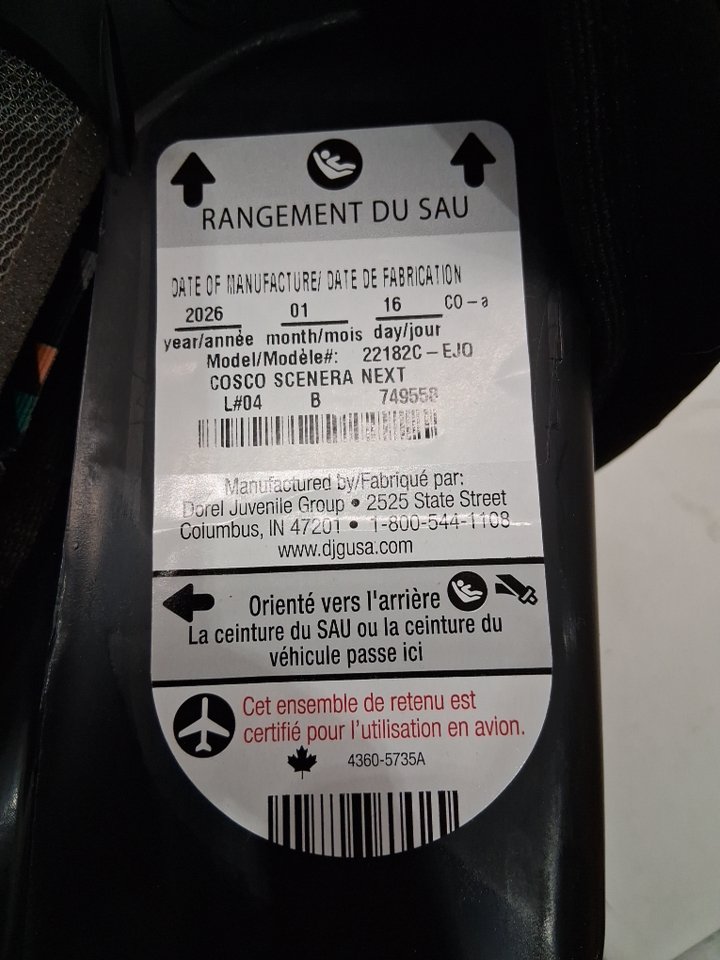 RANGEMENT DU SAU
DATE OF MANUFACTURE/ DATE DE FABRICATION
2026 01 16 CO-a
year/année month/mois day/jour
Model/Modèle#: 22182C-EJQ
COSCO SCENERA NEXT
L#04 B 749558
Manufactured by/Fabriqué par:
Dorel Juvenile Group • 2525 State Street
Columbus, IN 47201 • 1-800-544-1108
www.djgusa.com
Orienté vers l'arrière
La ceinture du SAU ou la ceinture du
véhicule passe ici
Cet ensemble de retenu est
certifié pour l'utilisation en avion.
4360-5735A